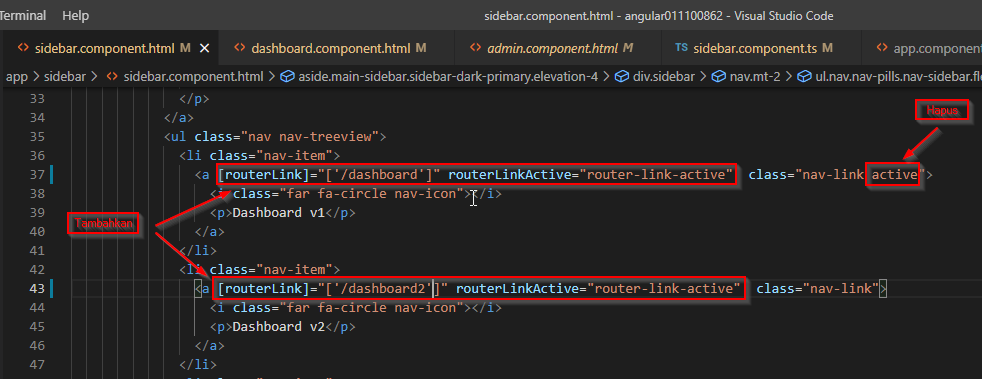 Terminal Help sidebar.component.html - angular011100862 - Visual Studio Code
sidebar.component.html M dashboard.component.html M admin.component.html M TS sidebar.component.ts M app.compon
app > sidebar > sidebar.component.html > aside.main-sidebar.sidebar-dark-primary.elevation-4 > div.sidebar > nav.mt-2 > ul.nav.nav-pills.nav-sidebar.fle
33 </p>
34 </a>
35 <ul class="nav nav-treeview">
36 <li class="nav-item">
37 <a [routerLink]="['/dashboard']" routerLinkActive="router-link-active" class="nav-link active">
38 <i class="far fa-circle nav-icon"></i>
39 <p>Dashboard v1</p>
40 </a>
41 </li>
42 <li class="nav-item">
43 <a [routerLink]="['/dashboard2']" routerLinkActive="router-link-active" class="nav-link">
44 <i class="far fa-circle nav-icon"></i>
45 <p>Dashboard v2</p>
46 </a>
47 </li>
Hapus
Tambahkan